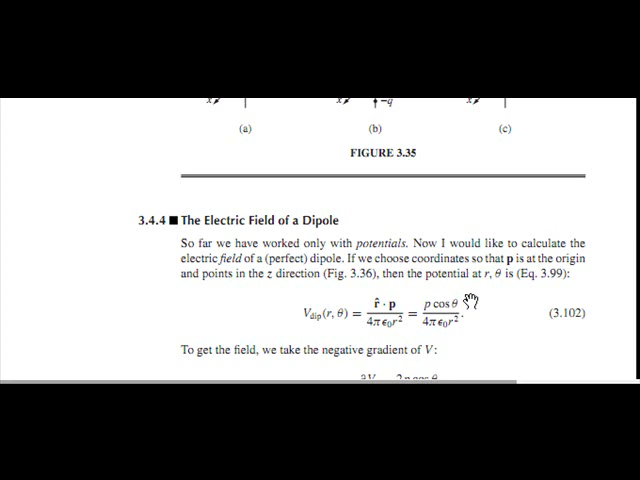 −q
(a) (b) (c)
FIGURE 3.35
3.4.4 ■ The Electric Field of a Dipole
So far we have worked only with potentials. Now I would like to calculate the
electric field of a (perfect) dipole. If we choose coordinates so that p is at the origin
and points in the z direction (Fig. 3.36), then the potential at r, θ is (Eq. 3.99):
V_dip(r, θ) = r̂ · p / 4πϵ₀r² = p cos θ / 4πϵ₀r². (3.102)
To get the field, we take the negative gradient of V: